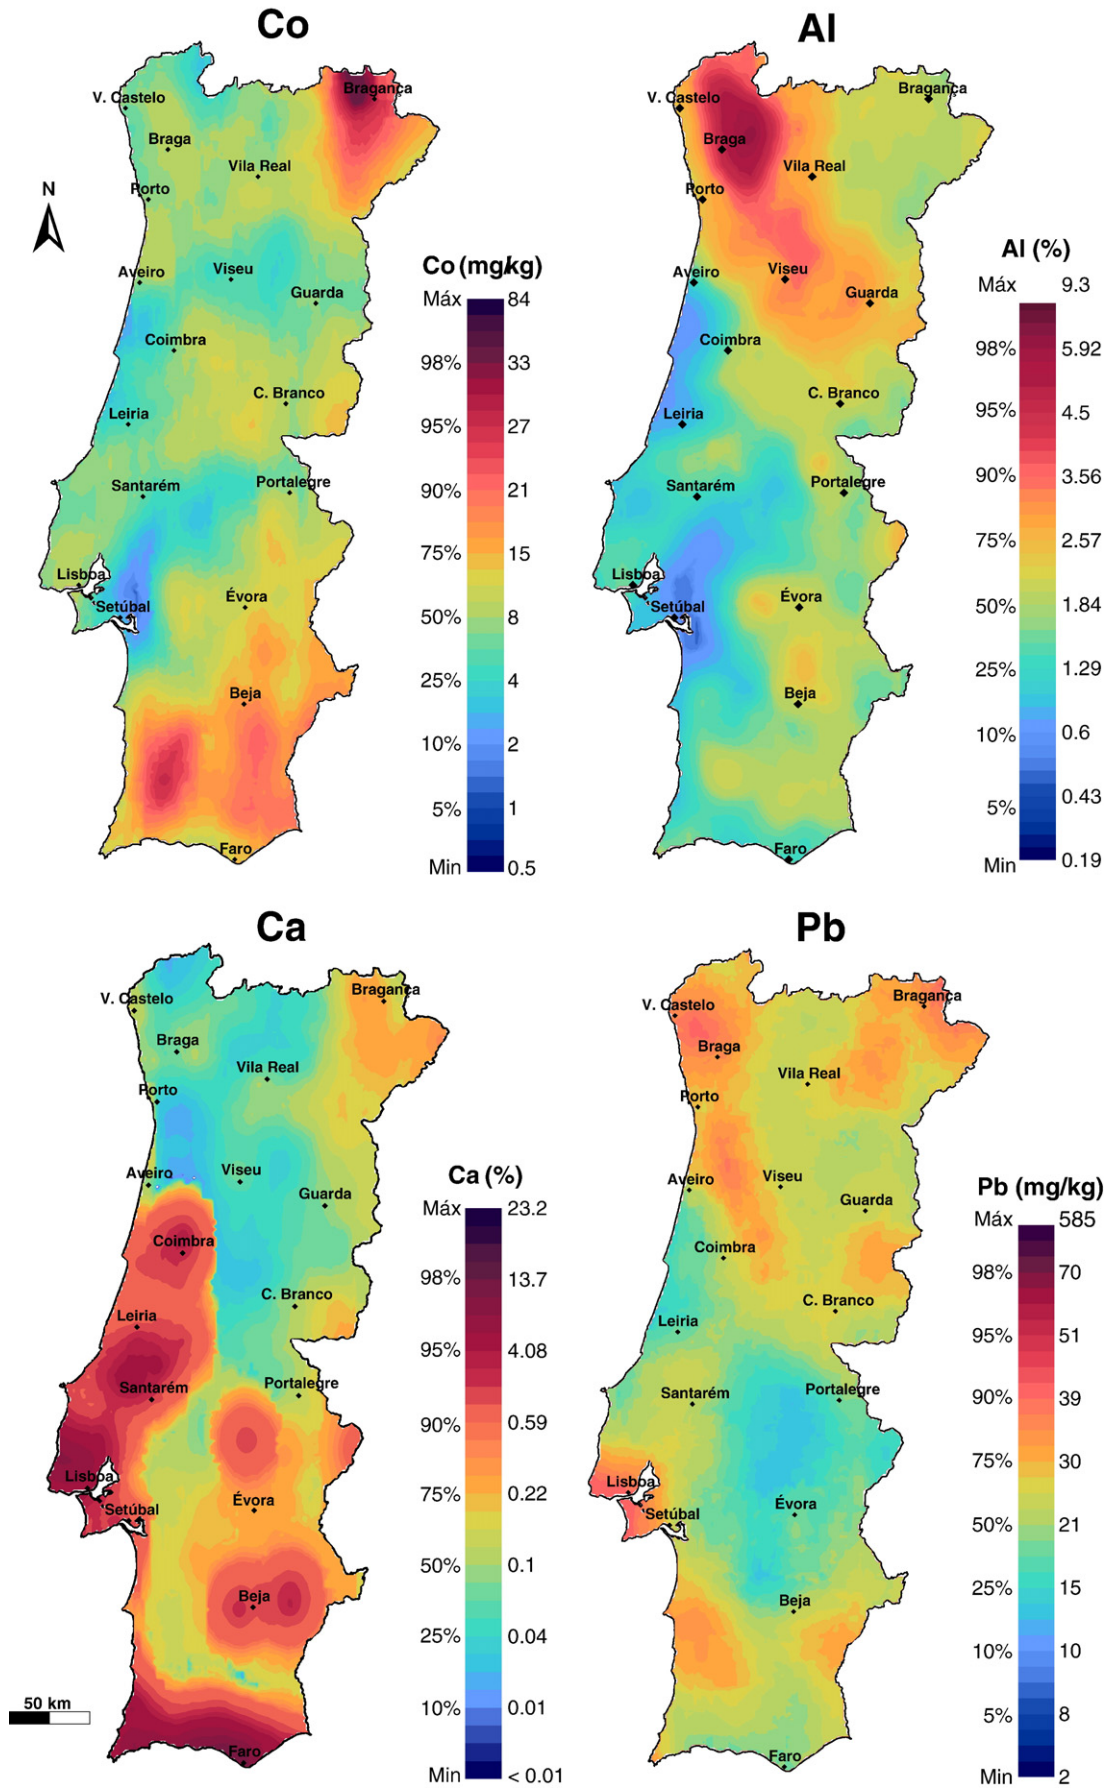 Co
Bragança
V. Castelo
Braga
Vila Real
Porto
N
Aveiro
Viseu
Guarda
Coimbra
C. Branco
Leiria
Santarém
Portalegre
Lisboa
Setúbal
Évora
Beja
Faro
Co (mg/kg)
Máx 84
98% 33
95% 27
90% 21
75% 15
50% 8
25% 4
10% 2
5% 1
Min 0.5
Al
Bragança
V. Castelo
Braga
Vila Real
Porto
Aveiro
Viseu
Guarda
Coimbra
C. Branco
Leiria
Santarém
Portalegre
Lisboa
Setúbal
Évora
Beja
Faro
Al (%)
Máx 9.3
98% 5.92
95% 4.5
90% 3.56
75% 2.57
50% 1.84
25% 1.29
10% 0.6
5% 0.43
Min 0.19
Ca
Bragança
V. Castelo
Braga
Vila Real
Porto
Aveiro
Viseu
Guarda
Coimbra
C. Branco
Leiria
Santarém
Portalegre
Lisboa
Setúbal
Évora
Beja
Faro
50 km
Ca (%)
Máx 23.2
98% 13.7
95% 4.08
90% 0.59
75% 0.22
50% 0.1
25% 0.04
10% 0.01
Min < 0.01
Pb
Bragança
V. Castelo
Braga
Vila Real
Porto
Aveiro
Viseu
Guarda
Coimbra
C. Branco
Leiria
Santarém
Portalegre
Lisboa
Setúbal
Évora
Beja
Faro
Pb (mg/kg)
Máx 585
98% 70
95% 51
90% 39
75% 30
50% 21
25% 15
10% 10
5% 8
Min 2